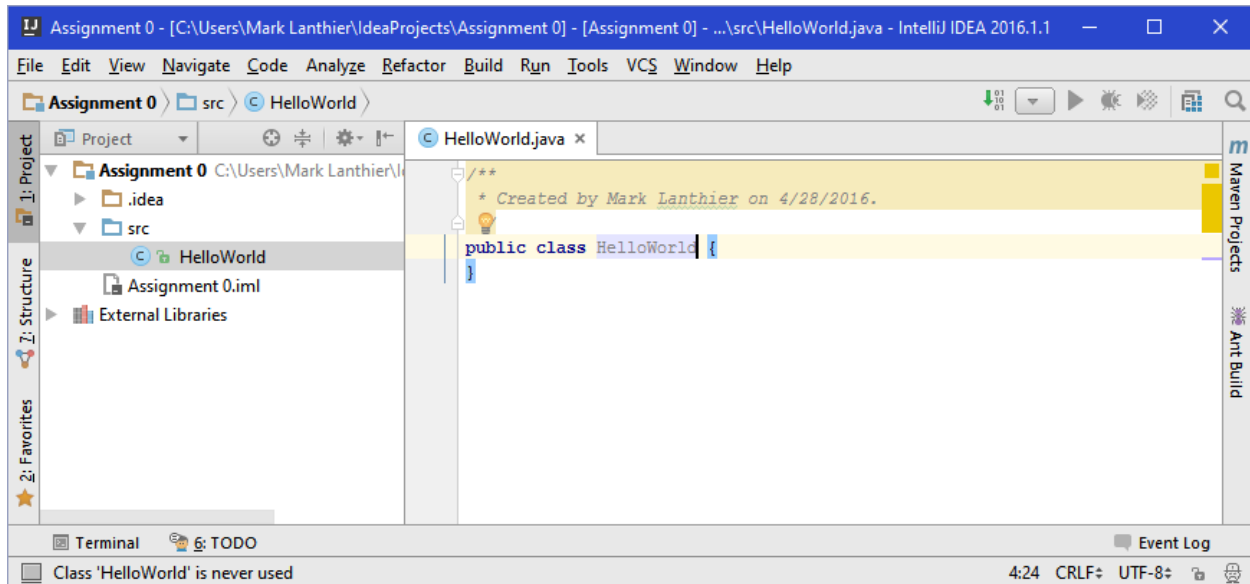 Assignment 0 - [C:\Users\Mark Lanthier\IdeaProjects\Assignment 0] - [Assignment 0] - ...\src\HelloWorld.java - IntelliJ IDEA 2016.1.1
File Edit View Navigate Code Analyze Refactor Build Run Tools VCS Window Help
Assignment 0 src HelloWorld
1: Project
7: Structure
2: Favorites
Project
Assignment 0 C:\Users\Mark Lanthier\I
.idea
src
HelloWorld
Assignment 0.iml
External Libraries
HelloWorld.java
/**
* Created by Mark Lanthier on 4/28/2016.
/
public class HelloWorld {
}
Maven Projects
Ant Build
Terminal 6: TODO Event Log
Class 'HelloWorld' is never used 4:24 CRLF UTF-8